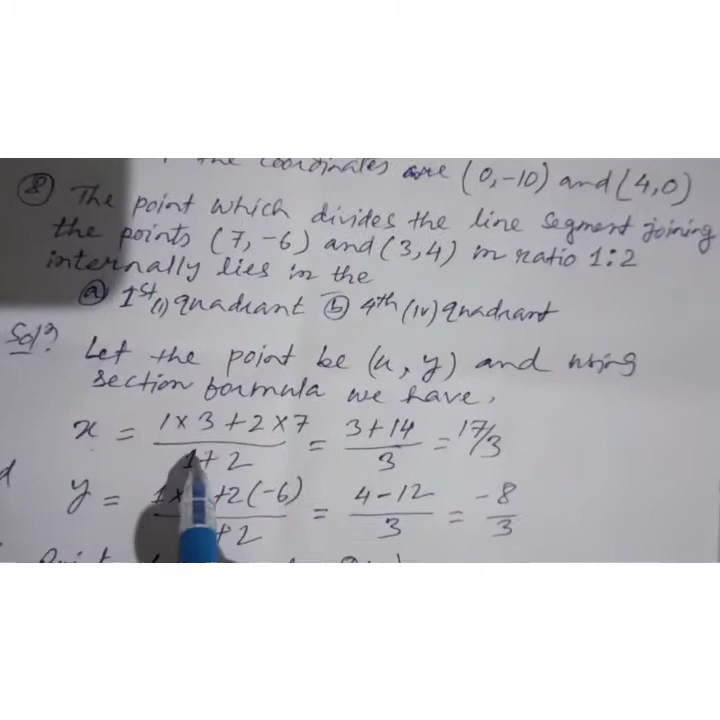 the coordinates are (0,-10) and (4,0)
⑧ The point which divides the line segment joining
the points (7,-6) and (3,4) in ratio 1:2
internally lies in the
ⓐ 1st (I) quadrant ⓑ 4th (IV) quadrant
Solⁿ Let the point be (x, y) and using
section formula we have,
x = 1×3+2×7/1+2 = 3+14/3 = 17/3
y = 1× +2(-6)/+2 = 4-12/3 = -8/3